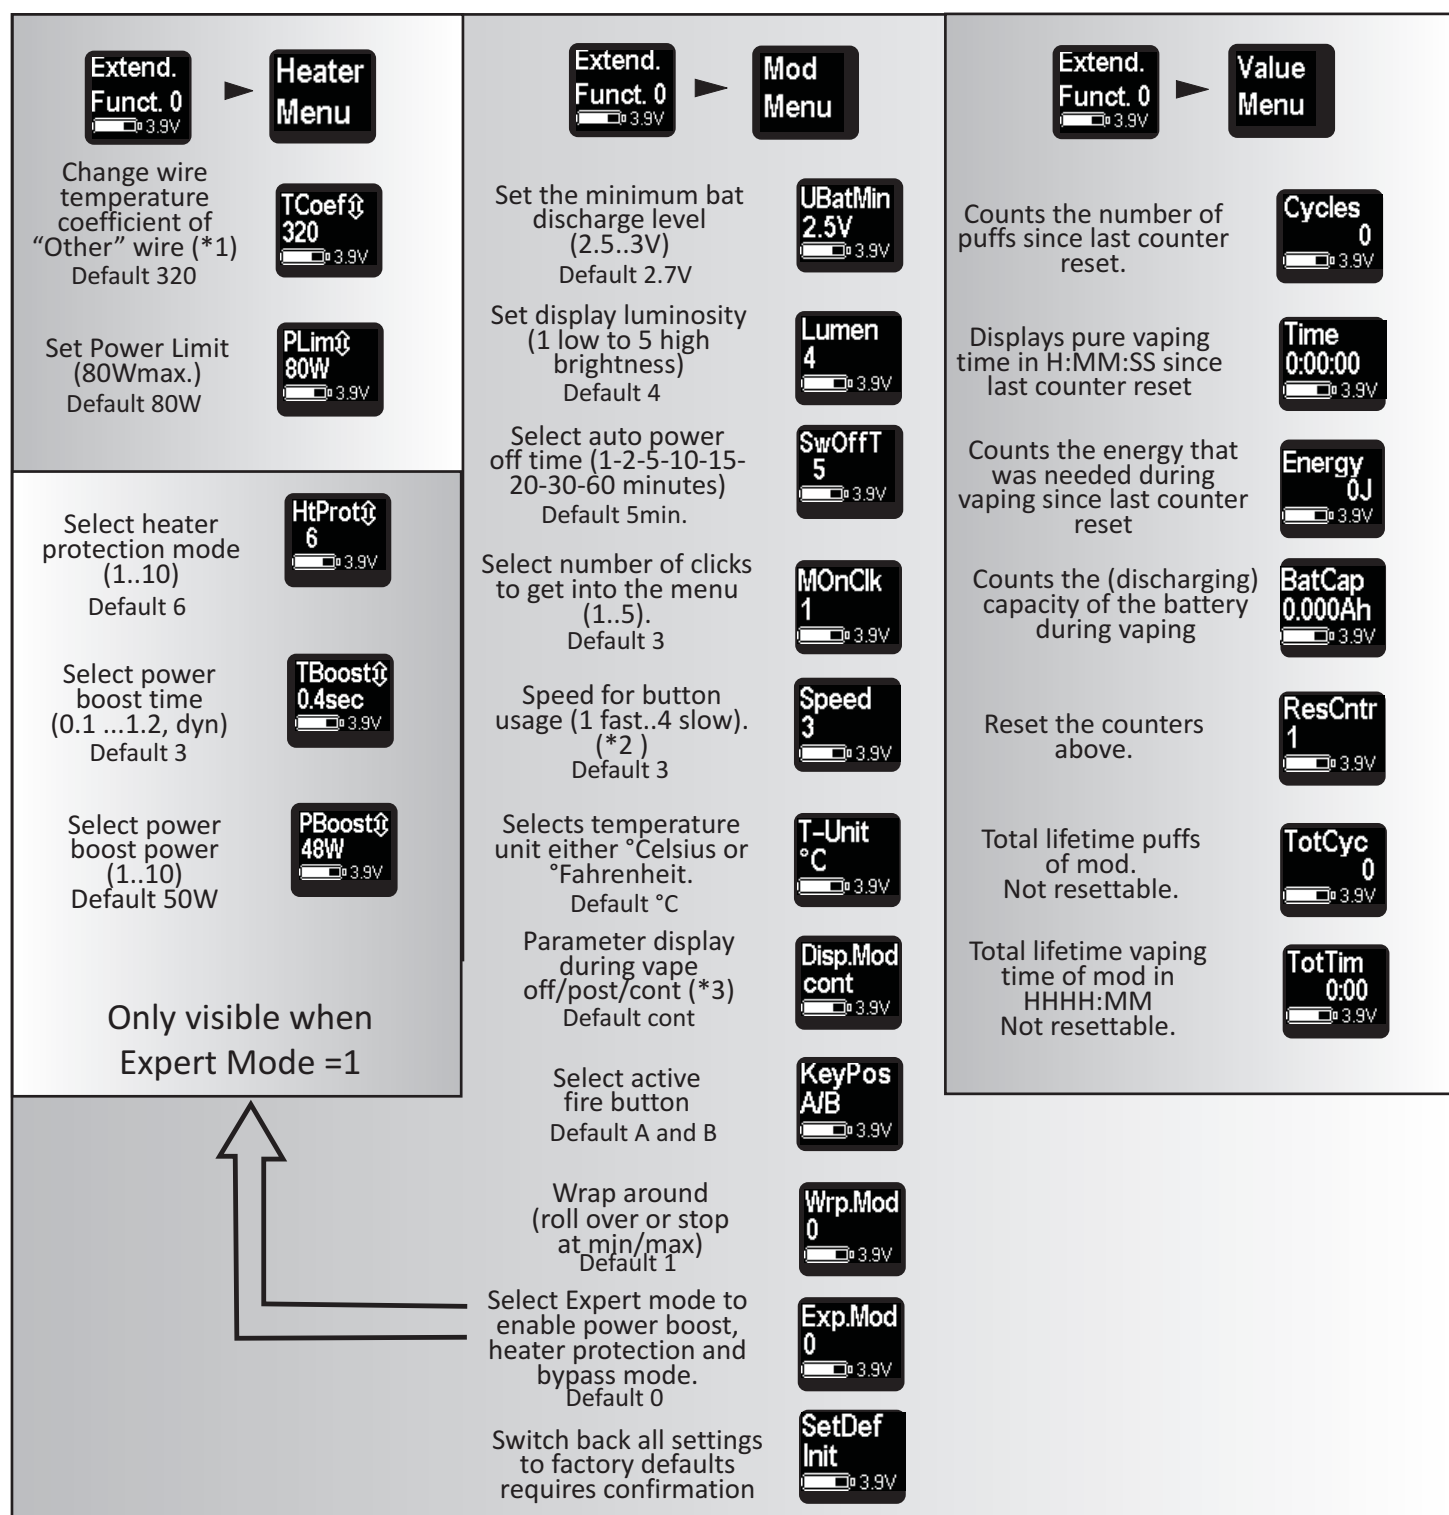 Extend.
Funct. 0
3.9V
Heater
Menu
Change wire
temperature
coefficient of
“Other” wire (*1)
Default 320
TCoef⇳
320
3.9V
Set Power Limit
(80Wmax.)
Default 80W
PLim⇳
80W
3.9V
Select heater
protection mode
(1..10)
Default 6
HtProt⇳
6
3.9V
Select power
boost time
(0.1 ...1.2, dyn)
Default 3
TBoost⇳
0.4sec
3.9V
Select power
boost power
(1..10)
Default 50W
PBoost⇳
48W
3.9V
Only visible when
Expert Mode =1
Extend.
Funct. 0
3.9V
Mod
Menu
Set the minimum bat
discharge level
(2.5..3V)
Default 2.7V
UBatMin
2.5V
3.9V
Set display luminosity
(1 low to 5 high
brightness)
Default 4
Lumen
4
3.9V
Select auto power
off time (1-2-5-10-15-
20-30-60 minutes)
Default 5min.
SwOffT
5
3.9V
Select number of clicks
to get into the menu
(1..5).
Default 3
MOnClk
1
3.9V
Speed for button
usage (1 fast..4 slow).
(*2 )
Default 3
Speed
3
3.9V
Selects temperature
unit either °Celsius or
°Fahrenheit.
Default °C
T-Unit
°C
3.9V
Parameter display
during vape
off/post/cont (*3)
Default cont
Disp.Mod
cont
3.9V
Select active
fire button
Default A and B
KeyPos
A/B
3.9V
Wrap around
(roll over or stop
at min/max)
Default 1
Wrp.Mod
0
3.9V
Select Expert mode to
enable power boost,
heater protection and
bypass mode.
Default 0
Exp.Mod
0
3.9V
Switch back all settings
to factory defaults
requires confirmation
SetDef
Init
3.9V
Extend.
Funct. 0
3.9V
Value
Menu
Counts the number of
puffs since last counter
reset.
Cycles
0
3.9V
Displays pure vaping
time in H:MM:SS since
last counter reset
Time
0:00:00
3.9V
Counts the energy that
was needed during
vaping since last counter
reset
Energy
0J
3.9V
Counts the (discharging)
capacity of the battery
during vaping
BatCap
0.000Ah
3.9V
Reset the counters
above.
ResCntr
1
3.9V
Total lifetime puffs
of mod.
Not resettable.
TotCyc
0
3.9V
Total lifetime vaping
time of mod in
HHHH:MM
Not resettable.
TotTim
0:00
3.9V